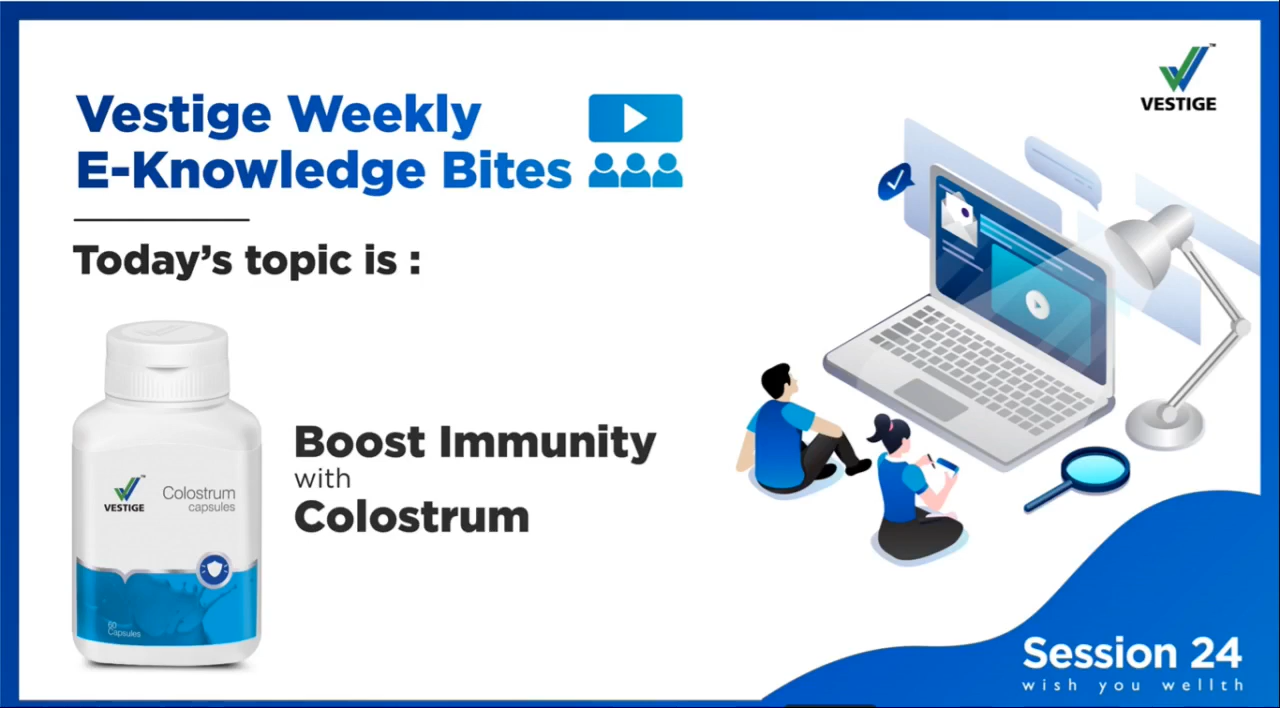 Vestige Weekly
E-Knowledge Bites
VESTIGE
TM
Today's topic is :
VESTIGE
Colostrum
capsules
60
Capsules
Boost Immunity
with
Colostrum
Session 24
wish you wellth